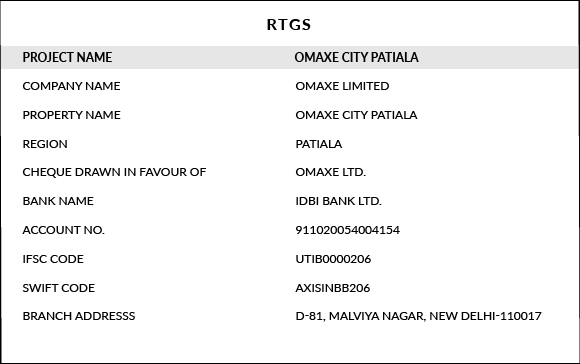 RTGS
PROJECT NAME OMAXE CITY PATIALA
COMPANY NAME OMAXE LIMITED
PROPERTY NAME OMAXE CITY PATIALA
REGION PATIALA
CHEQUE DRAWN IN FAVOUR OF OMAXE LTD.
BANK NAME IDBI BANK LTD.
ACCOUNT NO. 911020054004154
IFSC CODE UTIB0000206
SWIFT CODE AXISINBB206
BRANCH ADDRESSS D-81, MALVIYA NAGAR, NEW DELHI-110017